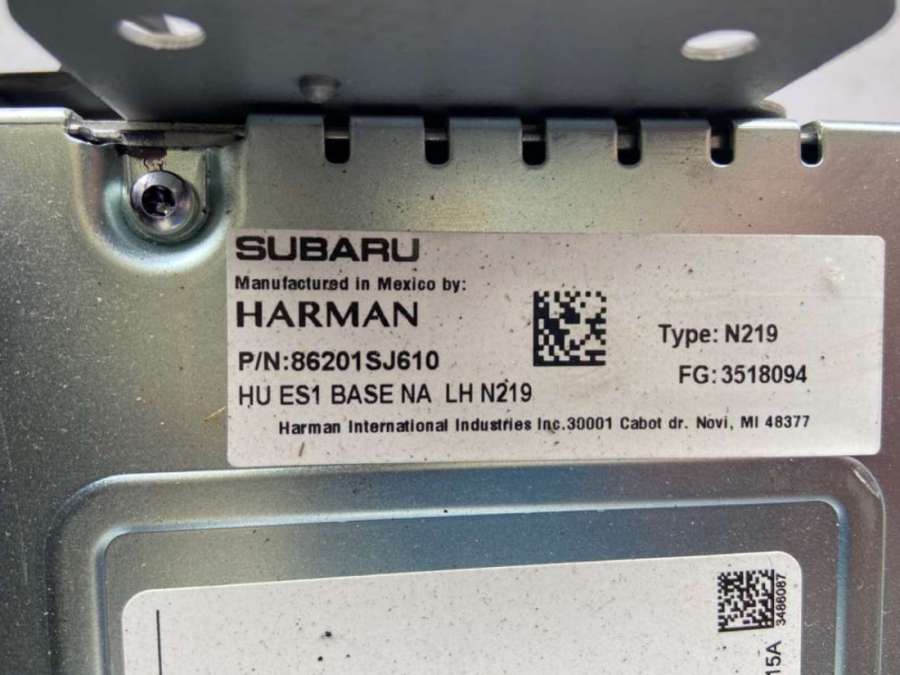 SUBARU
Manufactured in Mexico by:
HARMAN
P/N:86201SJ610
HU ES1 BASE NA LH N219
Type: N219
FG: 3518094
Harman International Industries Inc.30001 Cabot dr. Novi, MI 48377
3486087
15A